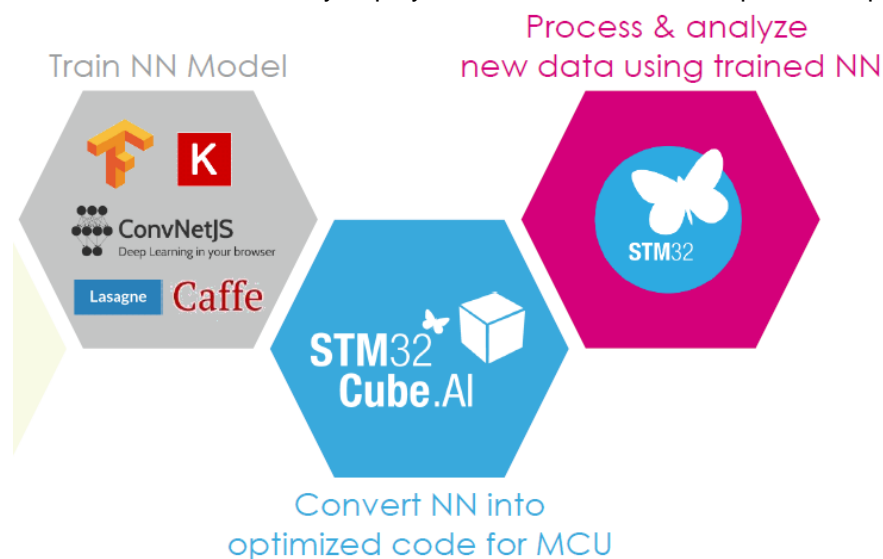 Process & analyze
new data using trained NN
Train NN Model
K
ConvNetJS
Deep Learning in your browser
Lasagne
Caffe
STM32
STM32
Cube.AI
Convert NN into
optimized code for MCU